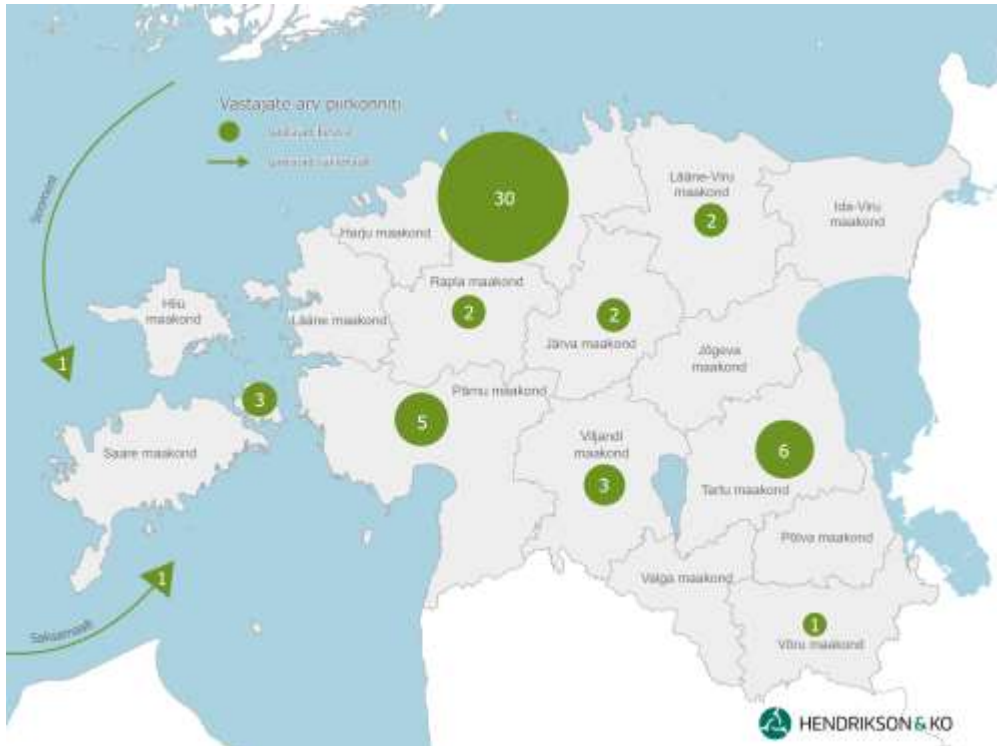 Vastajate arv piirkonniti
Soomest
30
Lääne-Viru
maakond
2
Ida-Viru
maakond
Harju maakond
Rapla maakond
2
2
Järva maakond
Hiiu
maakond
Lääne maakond
Jõgeva
maakond
1
3
Pärnu maakond
5
Saare maakond
Viljandi
maakond
3
6
Tartu maakond
Põlva maakond
1
Valga maakond
Saksamaalt
1
Võru maakond
HENDRIKSON & KO